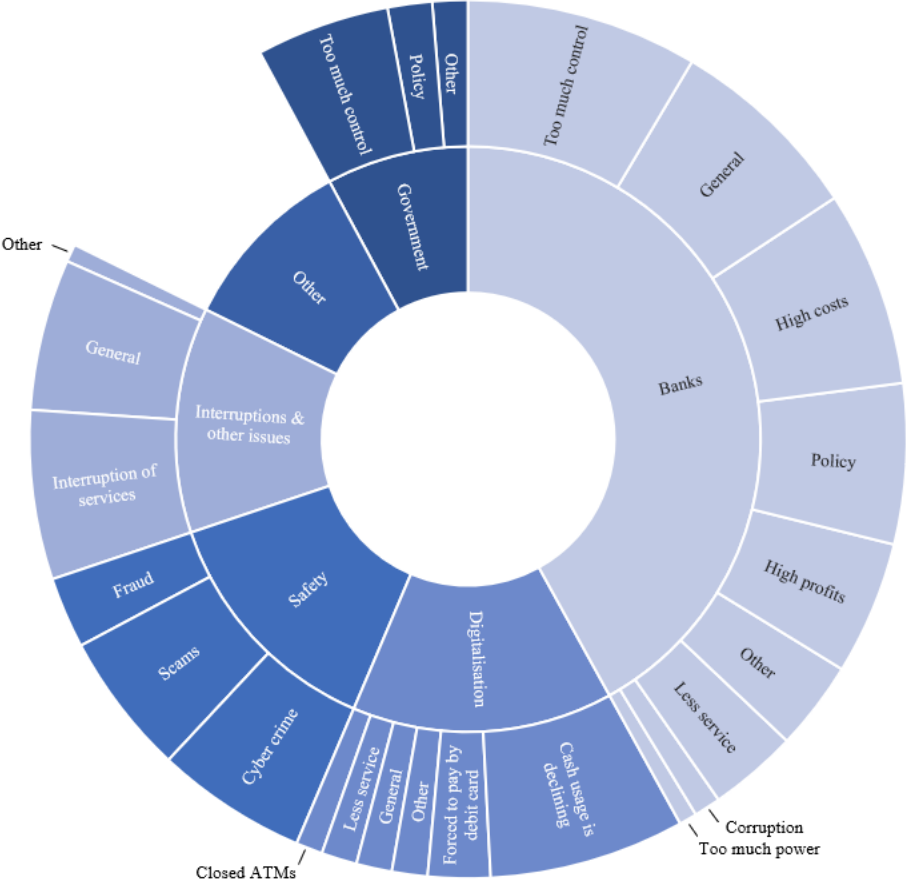 Too much control
Policy
Other
Government
Other
Other
General
Interruptions &
other issues
Interruption of
services
Fraud
Safety
Scams
Cyber crime
Closed ATMs
Less service
General
Other
Forced to pay by
debit card
Cash usage is
declining
Digitalisation
Too much control
General
High costs
Banks
Policy
High profits
Other
Less service
Corruption
Too much power